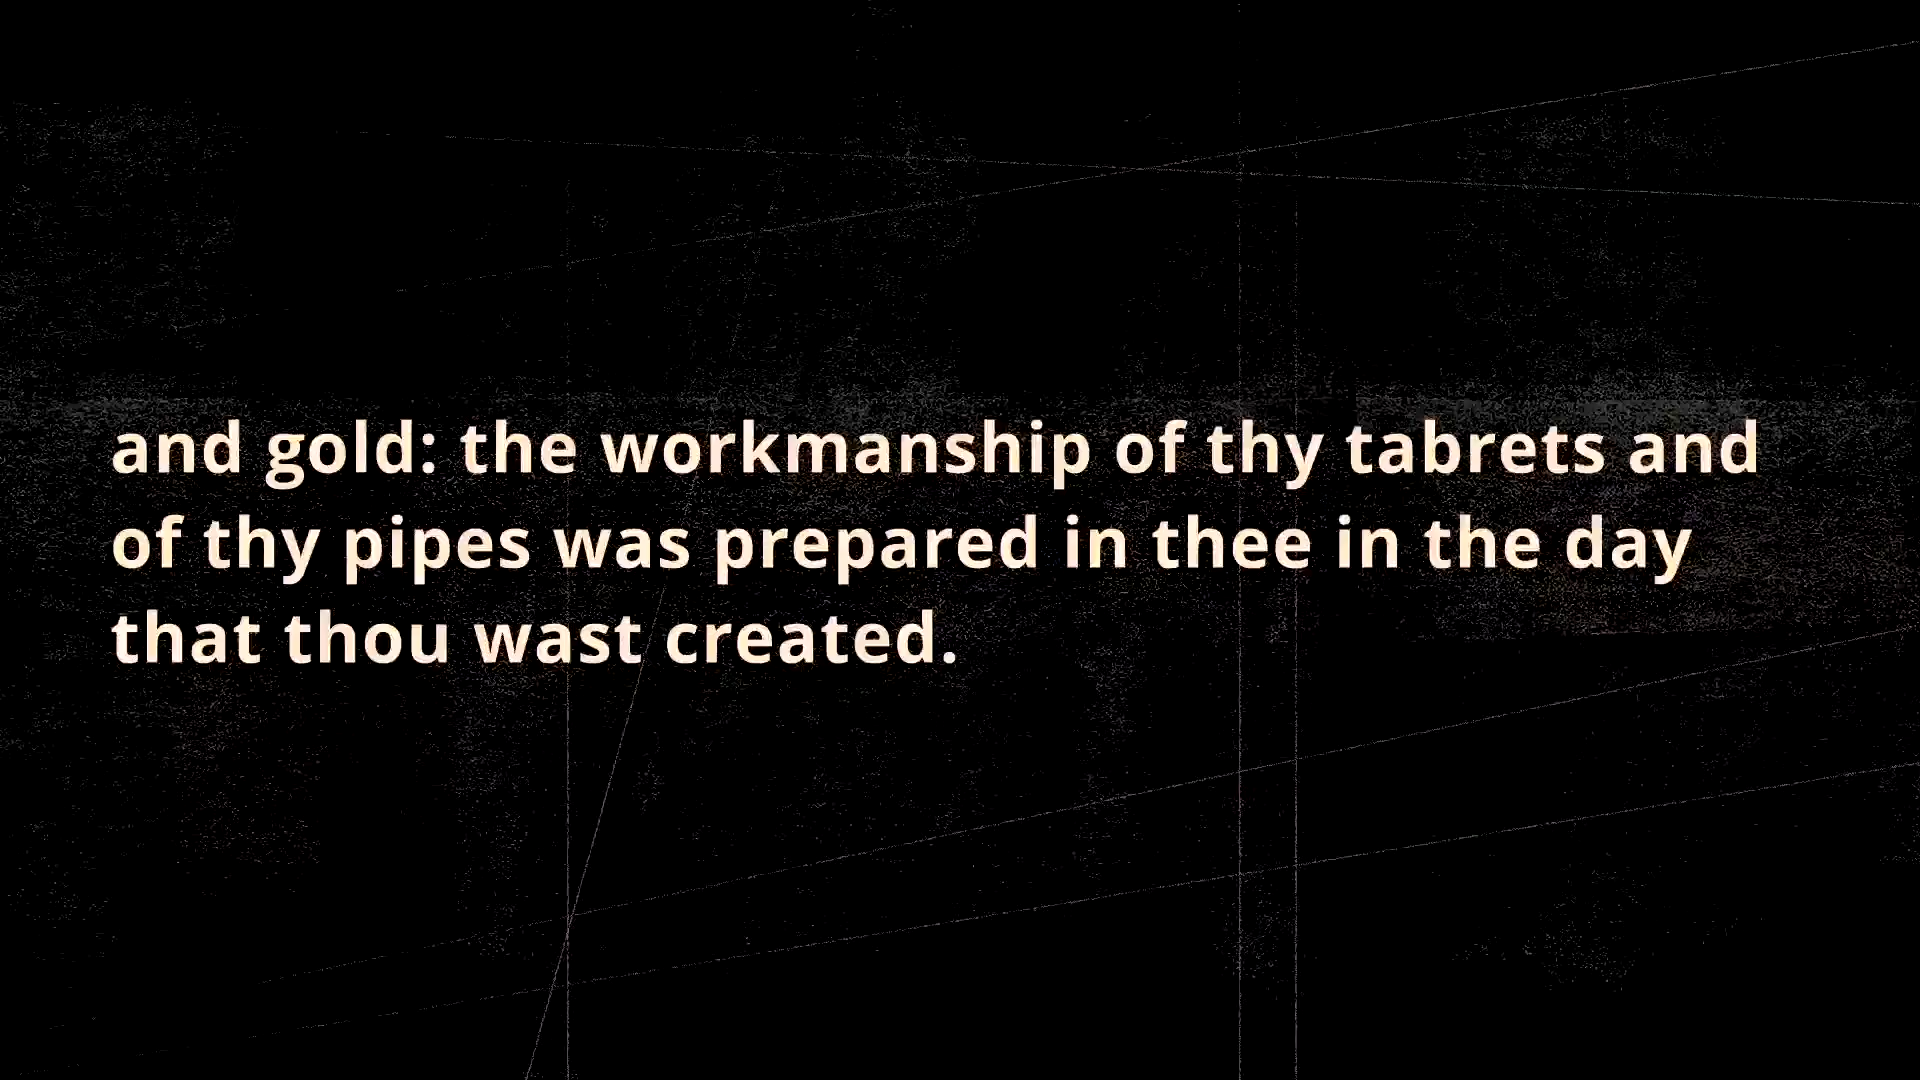 and gold: the workmanship of thy tabrets and
of thy pipes was prepared in thee in the day
that thou wast created.